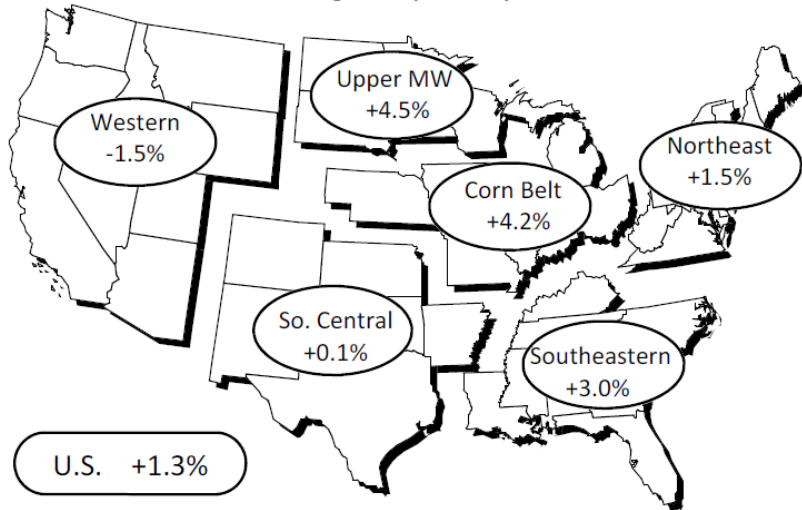 Upper MW
+4.5%
Western
-1.5%
Northeast
+1.5%
Corn Belt
+4.2%
So. Central
+0.1%
Southeastern
+3.0%
U.S. +1.3%